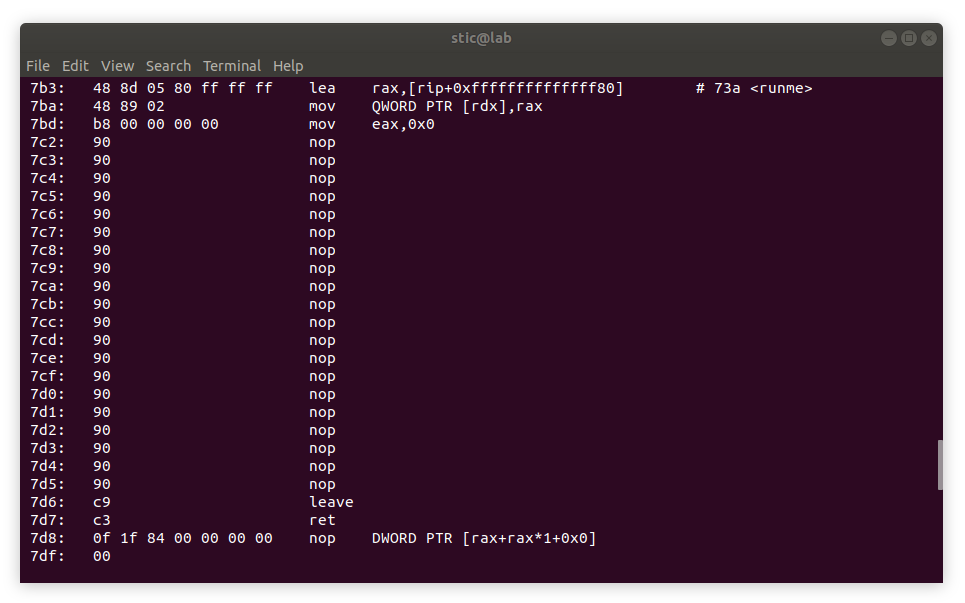 stic@lab
File Edit View Search Terminal Help
7b3: 48 8d 05 80 ff ff ff lea rax,[rip+0xffffffffffffff80] # 73a <runme>
7ba: 48 89 02 mov QWORD PTR [rdx],rax
7bd: b8 00 00 00 00 mov eax,0x0
7c2: 90 nop
7c3: 90 nop
7c4: 90 nop
7c5: 90 nop
7c6: 90 nop
7c7: 90 nop
7c8: 90 nop
7c9: 90 nop
7ca: 90 nop
7cb: 90 nop
7cc: 90 nop
7cd: 90 nop
7ce: 90 nop
7cf: 90 nop
7d0: 90 nop
7d1: 90 nop
7d2: 90 nop
7d3: 90 nop
7d4: 90 nop
7d5: 90 nop
7d6: c9 leave
7d7: c3 ret
7d8: 0f 1f 84 00 00 00 00 nop DWORD PTR [rax+rax*1+0x0]
7df: 00